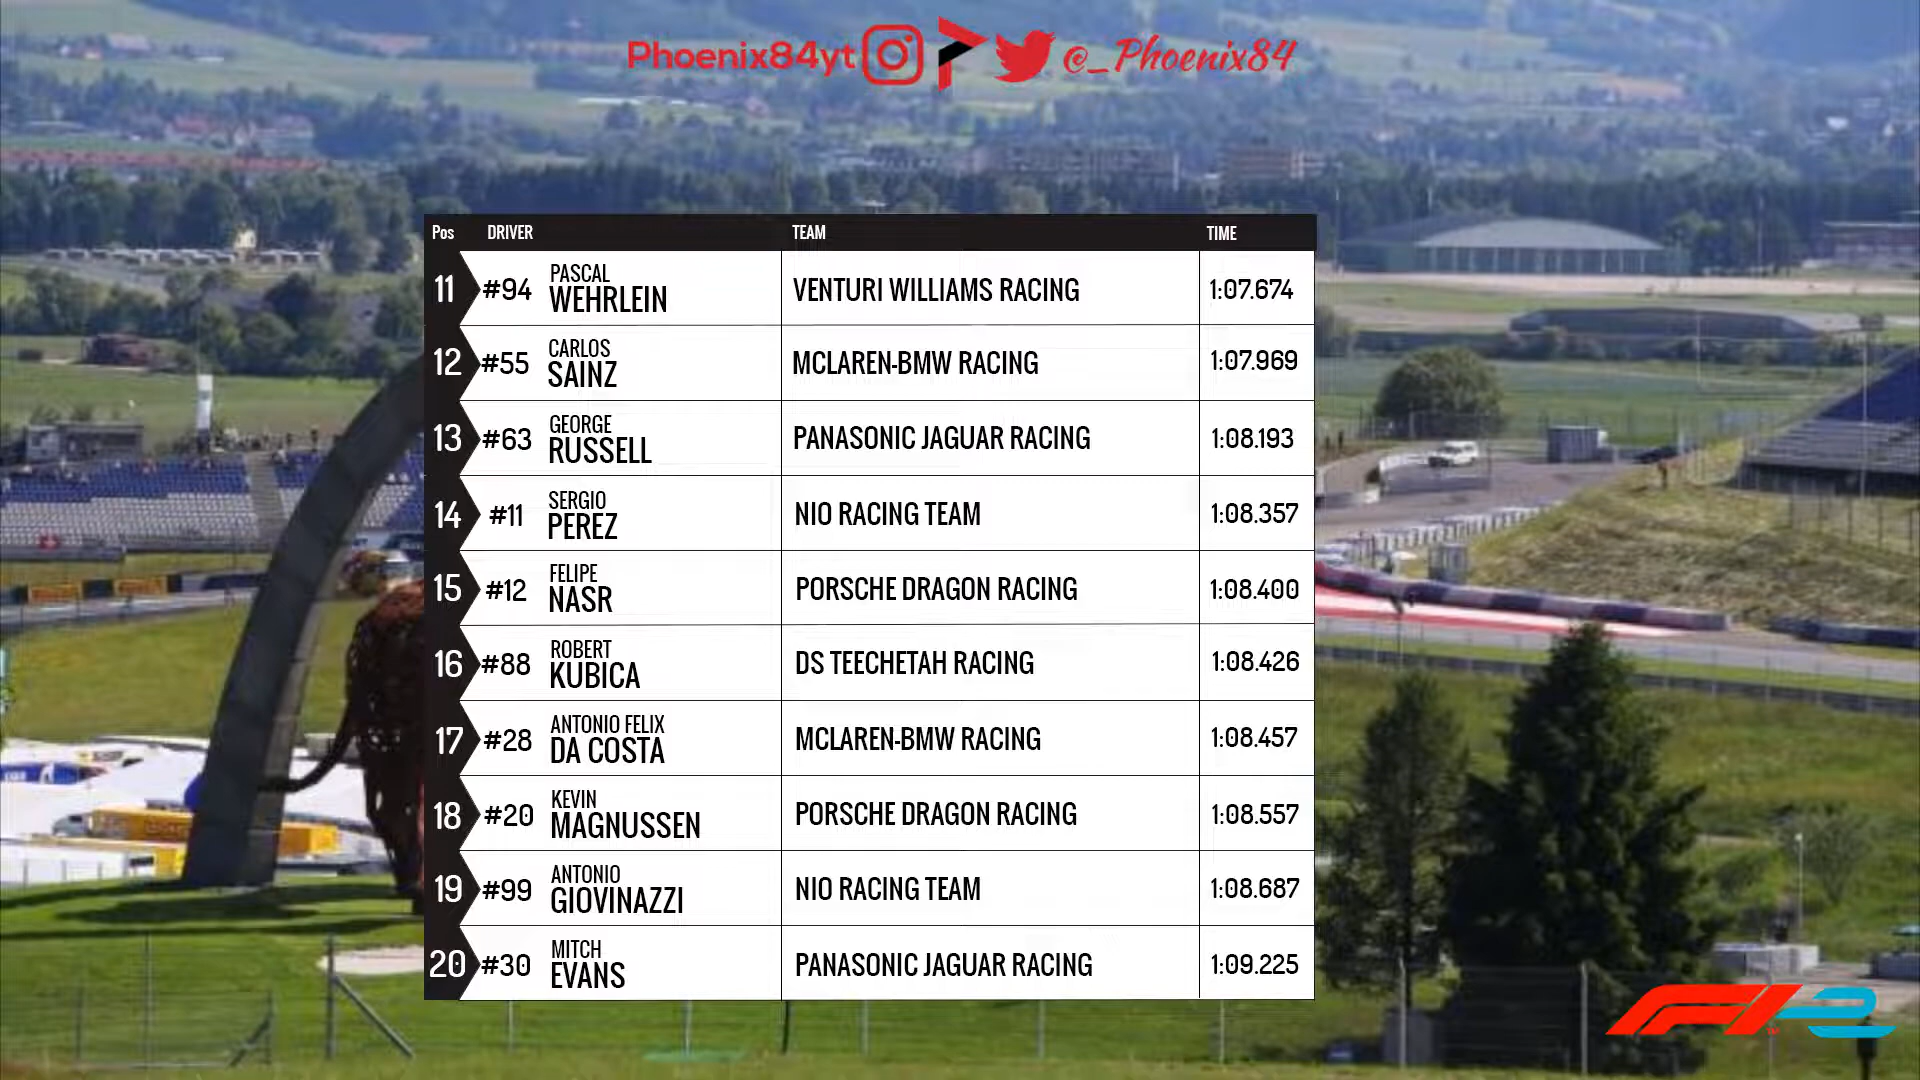 Phoenix84yt @_Phoenix84
Pos DRIVER TEAM TIME
11 #94 PASCAL WEHRLEIN VENTURI WILLIAMS RACING 1:07.674
12 #55 CARLOS SAINZ MCLAREN-BMW RACING 1:07.969
13 #63 GEORGE RUSSELL PANASONIC JAGUAR RACING 1:08.193
14 #11 SERGIO PEREZ NIO RACING TEAM 1:08.357
15 #12 FELIPE NASR PORSCHE DRAGON RACING 1:08.400
16 #88 ROBERT KUBICA DS TEECHETAH RACING 1:08.426
17 #28 ANTONIO FELIX DA COSTA MCLAREN-BMW RACING 1:08.457
18 #20 KEVIN MAGNUSSEN PORSCHE DRAGON RACING 1:08.557
19 #99 ANTONIO GIOVINAZZI NIO RACING TEAM 1:08.687
20 #30 MITCH EVANS PANASONIC JAGUAR RACING 1:09.225